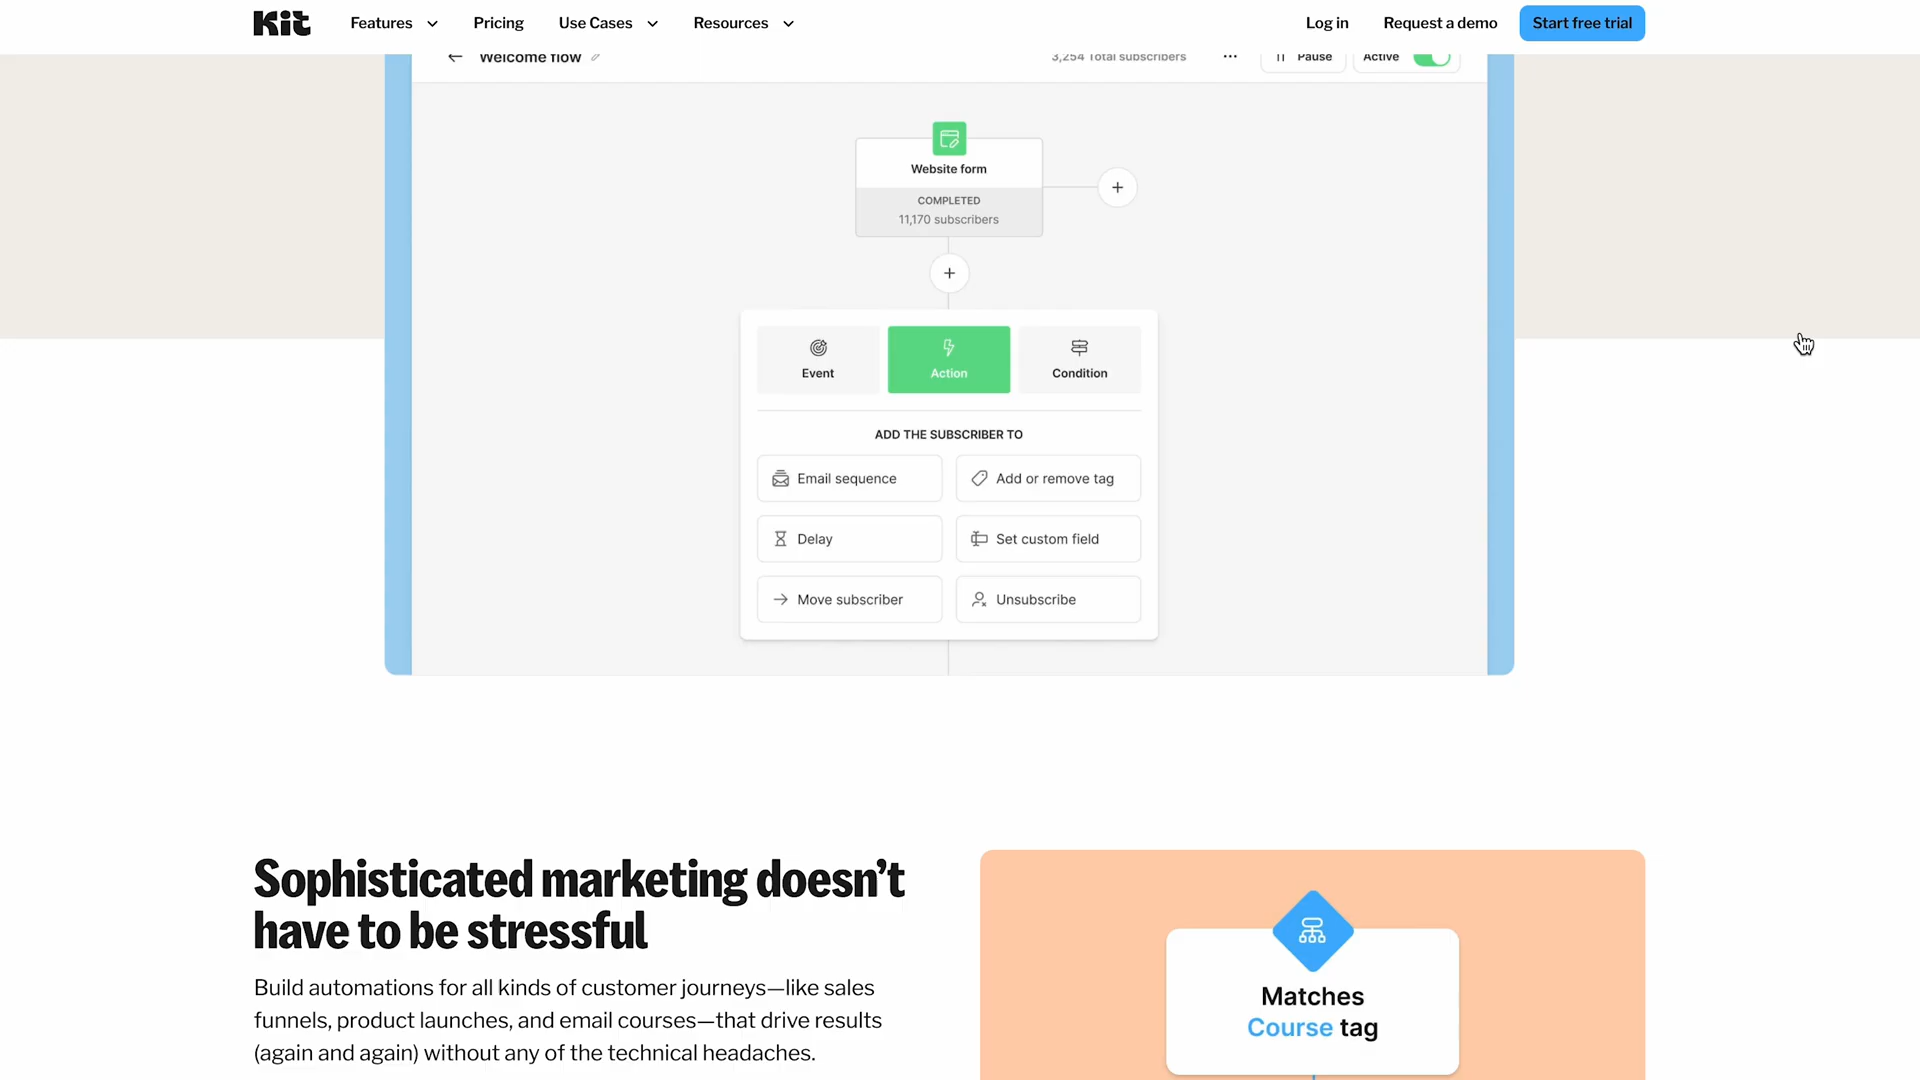 Kit
Features
Pricing
Use Cases
Resources
Log in
Request a demo
Start free trial
Welcome flow
3,254 Total subscribers
Pause
Active
Website form
COMPLETED
11,170 subscribers
Event
Action
Condition
ADD THE SUBSCRIBER TO
Email sequence
Add or remove tag
Delay
Set custom field
Move subscriber
Unsubscribe
Sophisticated marketing doesn’t
have to be stressful
Build automations for all kinds of customer journeys—like sales
funnels, product launches, and email courses—that drive results
(again and again) without any of the technical headaches.
Matches
Course tag